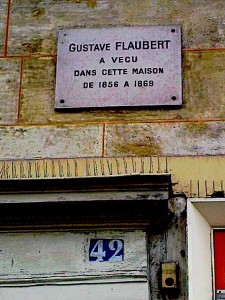 GUSTAVE FLAUBERT
A VECU
DANS CETTE MAISON
DE 1856 A 1869
42